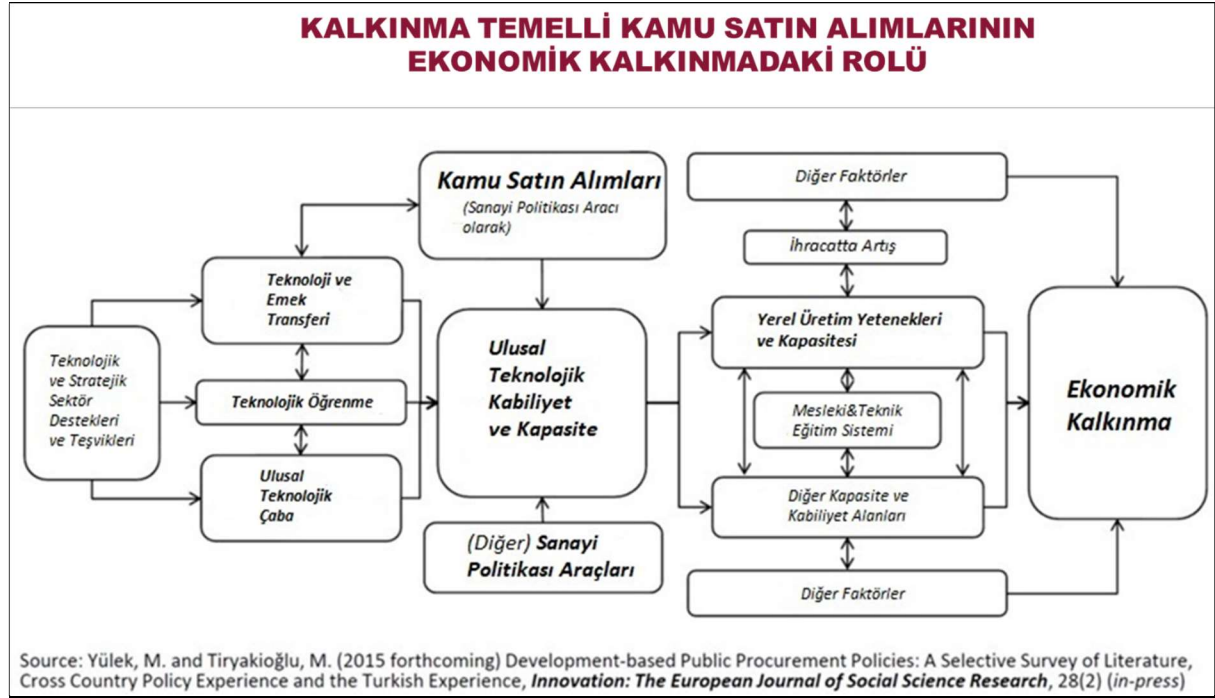 KALKINMA TEMELLİ KAMU SATIN ALIMLARININ
EKONOMİK KALKINMADAKİ ROLÜ
Kamu Satın Alımları
(Sanayi Politikası Aracı
olarak)
Diğer Faktörler
İhracatta Artış
Teknoloji ve
Emek
Transferi
Teknolojik
ve Stratejik
Sektör
Destekleri
ve Teşvikleri
Teknolojik Öğrenme
Ulusal
Teknolojik
Çaba
Ulusal
Teknolojik
Kabiliyet
ve Kapasite
(Diğer) Sanayi
Politikası Araçları
Yerel Üretim Yetenekleri
ve Kapasitesi
Mesleki&Teknik
Eğitim Sistemi
Diğer Kapasite ve
Kabiliyet Alanları
Diğer Faktörler
Ekonomik
Kalkınma
Source: Yülek, M. and Tiryakioğlu, M. (2015 forthcoming) Development-based Public Procurement Policies: A Selective Survey of Literature,
Cross Country Policy Experience and the Turkish Experience, Innovation: The European Journal of Social Science Research, 28(2) (in-press)